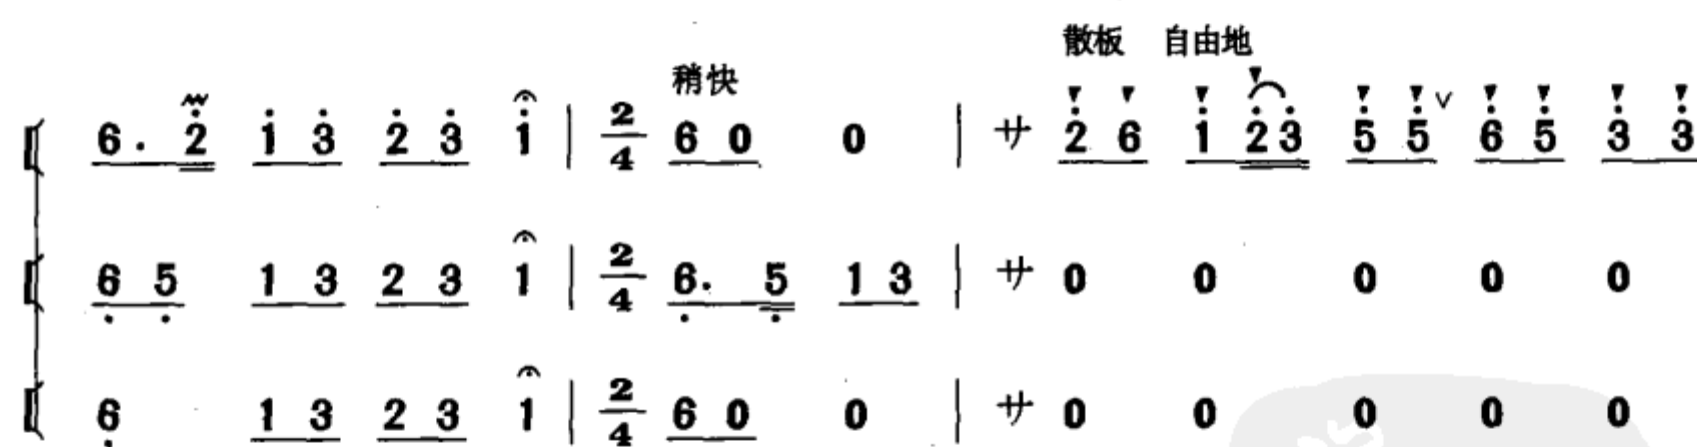 散板 自由地
稍快
6. 2̇ 1̇ 3̇ 2̇ 3̇ 1̇ | 2/4 6 0 0 | サ 2̇ 6 1̇ 2̇ 3̇ 5̇ 5̇ ∨ 6̇ 5̇ 3̇ 3̇
6̣ 5̣ 1 3 2 3 1 | 2/4 6̣. 5̣ 1 3 | サ 0 0 0 0 0
6̣ 1 3 2 3 1 | 2/4 6 0 0 | サ 0 0 0 0 0